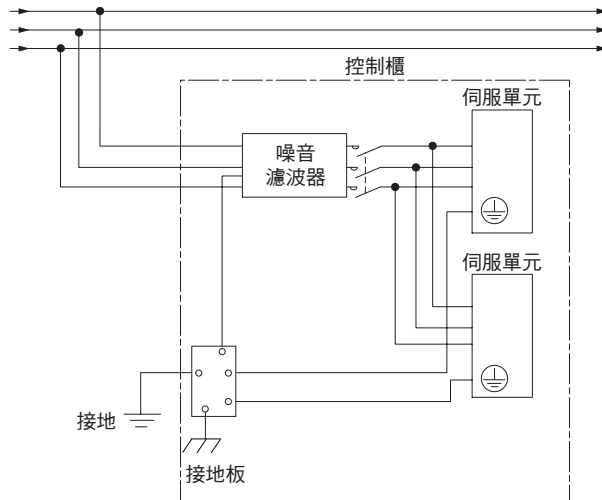 控制櫃
伺服單元
噪音
濾波器
伺服單元
接地
接地板